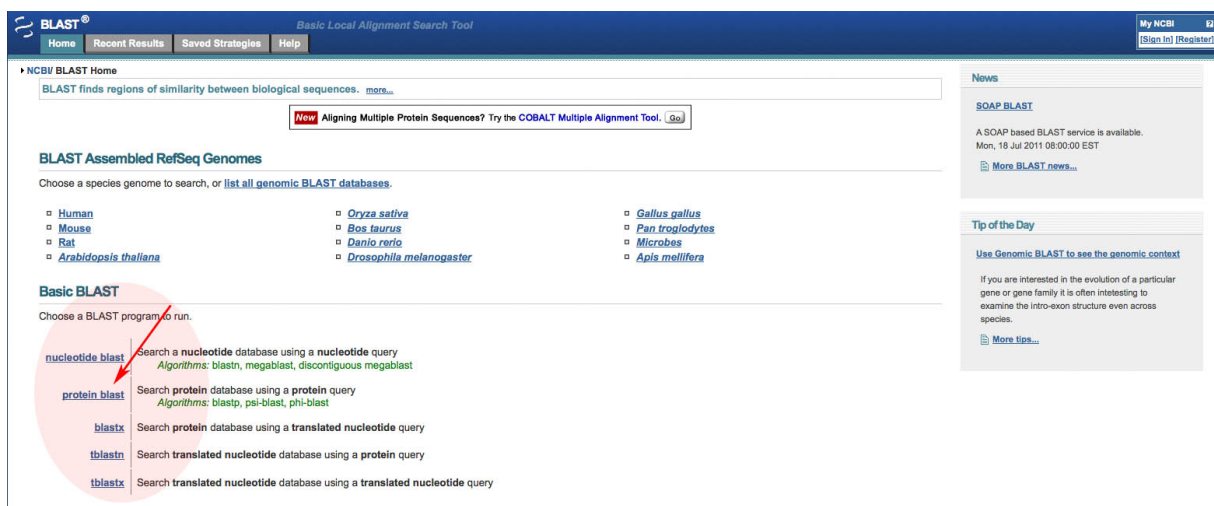 BLAST® Basic Local Alignment Search Tool
My NCBI
[Sign In] [Register]
Home Recent Results Saved Strategies Help
NCBI/ BLAST Home
BLAST finds regions of similarity between biological sequences. more...
New Aligning Multiple Protein Sequences? Try the COBALT Multiple Alignment Tool. Go
BLAST Assembled RefSeq Genomes
Choose a species genome to search, or list all genomic BLAST databases.
Human
Mouse
Rat
Arabidopsis thaliana
Oryza sativa
Bos taurus
Danio rerio
Drosophila melanogaster
Gallus gallus
Pan troglodytes
Microbes
Apis mellifera
Basic BLAST
Choose a BLAST program to run.
nucleotide blast Search a nucleotide database using a nucleotide query
Algorithms: blastn, megablast, discontiguous megablast
protein blast Search protein database using a protein query
Algorithms: blastp, psi-blast, phi-blast
blastx Search protein database using a translated nucleotide query
tblastn Search translated nucleotide database using a protein query
tblastx Search translated nucleotide database using a translated nucleotide query
News
SOAP BLAST
A SOAP based BLAST service is available.
Mon, 18 Jul 2011 08:00:00 EST
More BLAST news...
Tip of the Day
Use Genomic BLAST to see the genomic context
If you are interested in the evolution of a particular
gene or gene family it is often intetesting to
examine the intro-exon structure even across
species.
More tips...